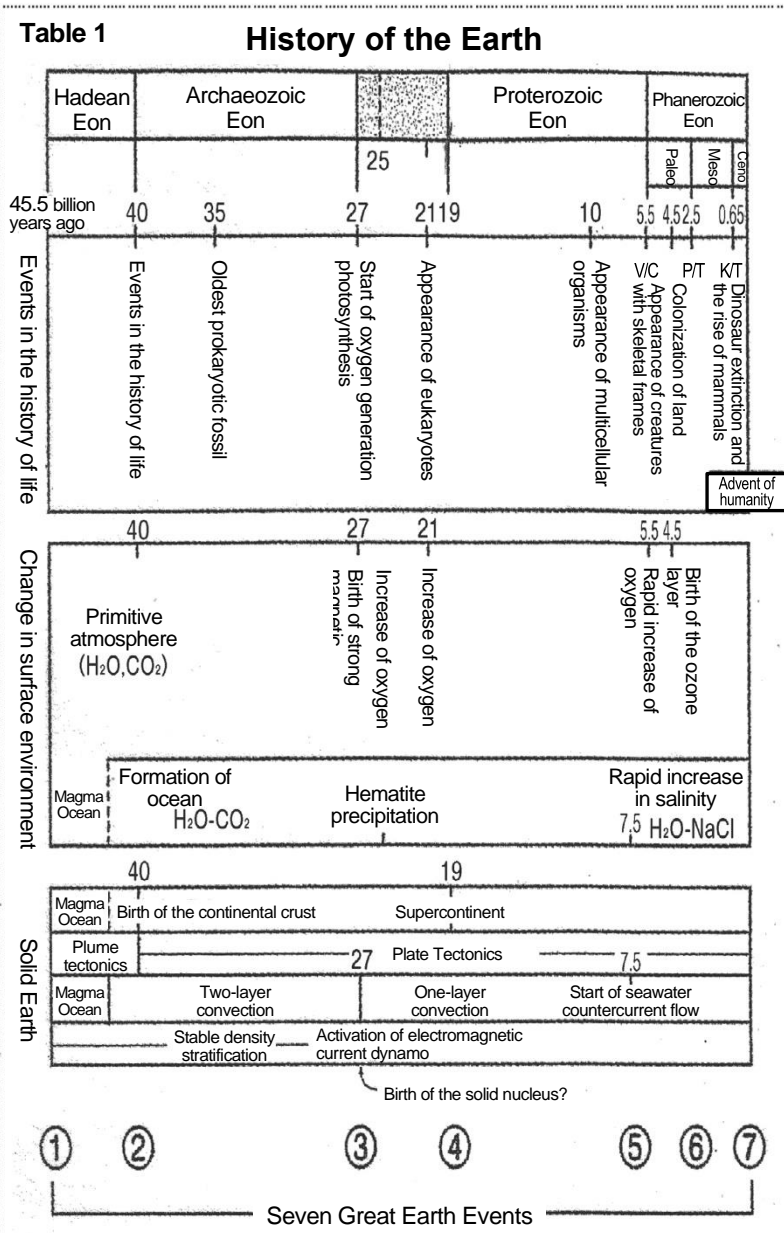 Table 1
History of the Earth
Hadean
Eon
Archaeozoic
Eon
Proterozoic
Eon
Phanerozoic
Eon
25
Paleo
Meso
Ceno
45.5 billion
years ago
40
35
27
21
19
10
5.5
4.5
2.5
0.65
Events in the history of life
Events in the history of life
Oldest prokaryotic fossil
Start of oxygen generation
photosynthesis
Appearance of eukaryotes
Appearance of multicellular
organisms
V/C
Appearance of creatures
with skeletal frames
Colonization of land
P/T
K/T
Dinosaur extinction and
the rise of mammals
Advent of
humanity
Change in surface environment
40
27
21
5.5
4.5
Primitive
atmosphere
(H₂O,CO₂)
Birth of strong
magnetic
Increase of oxygen
Increase of oxygen
Rapid increase of
oxygen
Birth of the ozone
layer
Magma
Ocean
Formation of
ocean
H₂O-CO₂
Hematite
precipitation
Rapid increase
in salinity
7.5 H₂O-NaCl
Solid Earth
40
19
Magma
Ocean
Birth of the continental crust
Supercontinent
Plume
tectonics
27
Plate Tectonics
7.5
Magma
Ocean
Two-layer
convection
One-layer
convection
Start of seawater
countercurrent flow
Stable density
stratification
Activation of electromagnetic
current dynamo
Birth of the solid nucleus?
① ② ③ ④ ⑤ ⑥ ⑦
Seven Great Earth Events